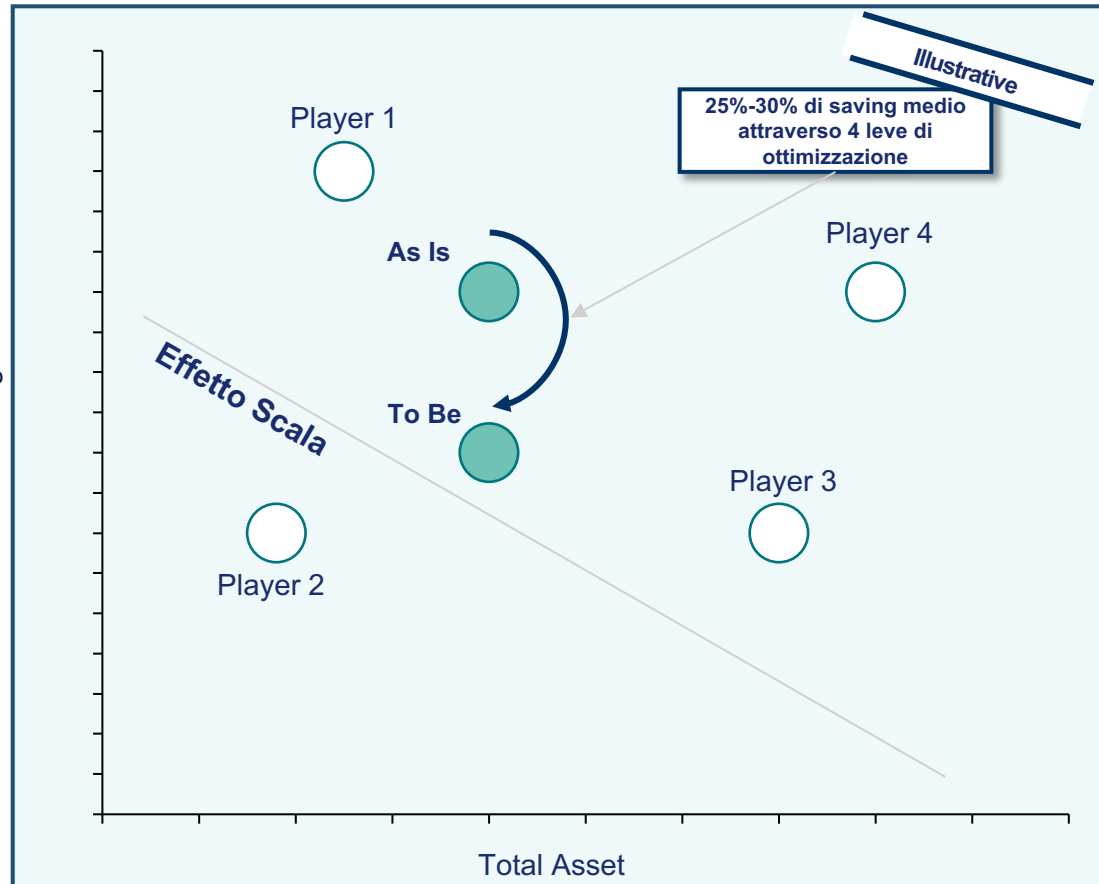 Illustrative
25%-30% di saving medio
attraverso 4 leve di
ottimizzazione
Player 1
Player 4
As Is
Effetto Scala
To Be
Player 3
Player 2
Total Asset